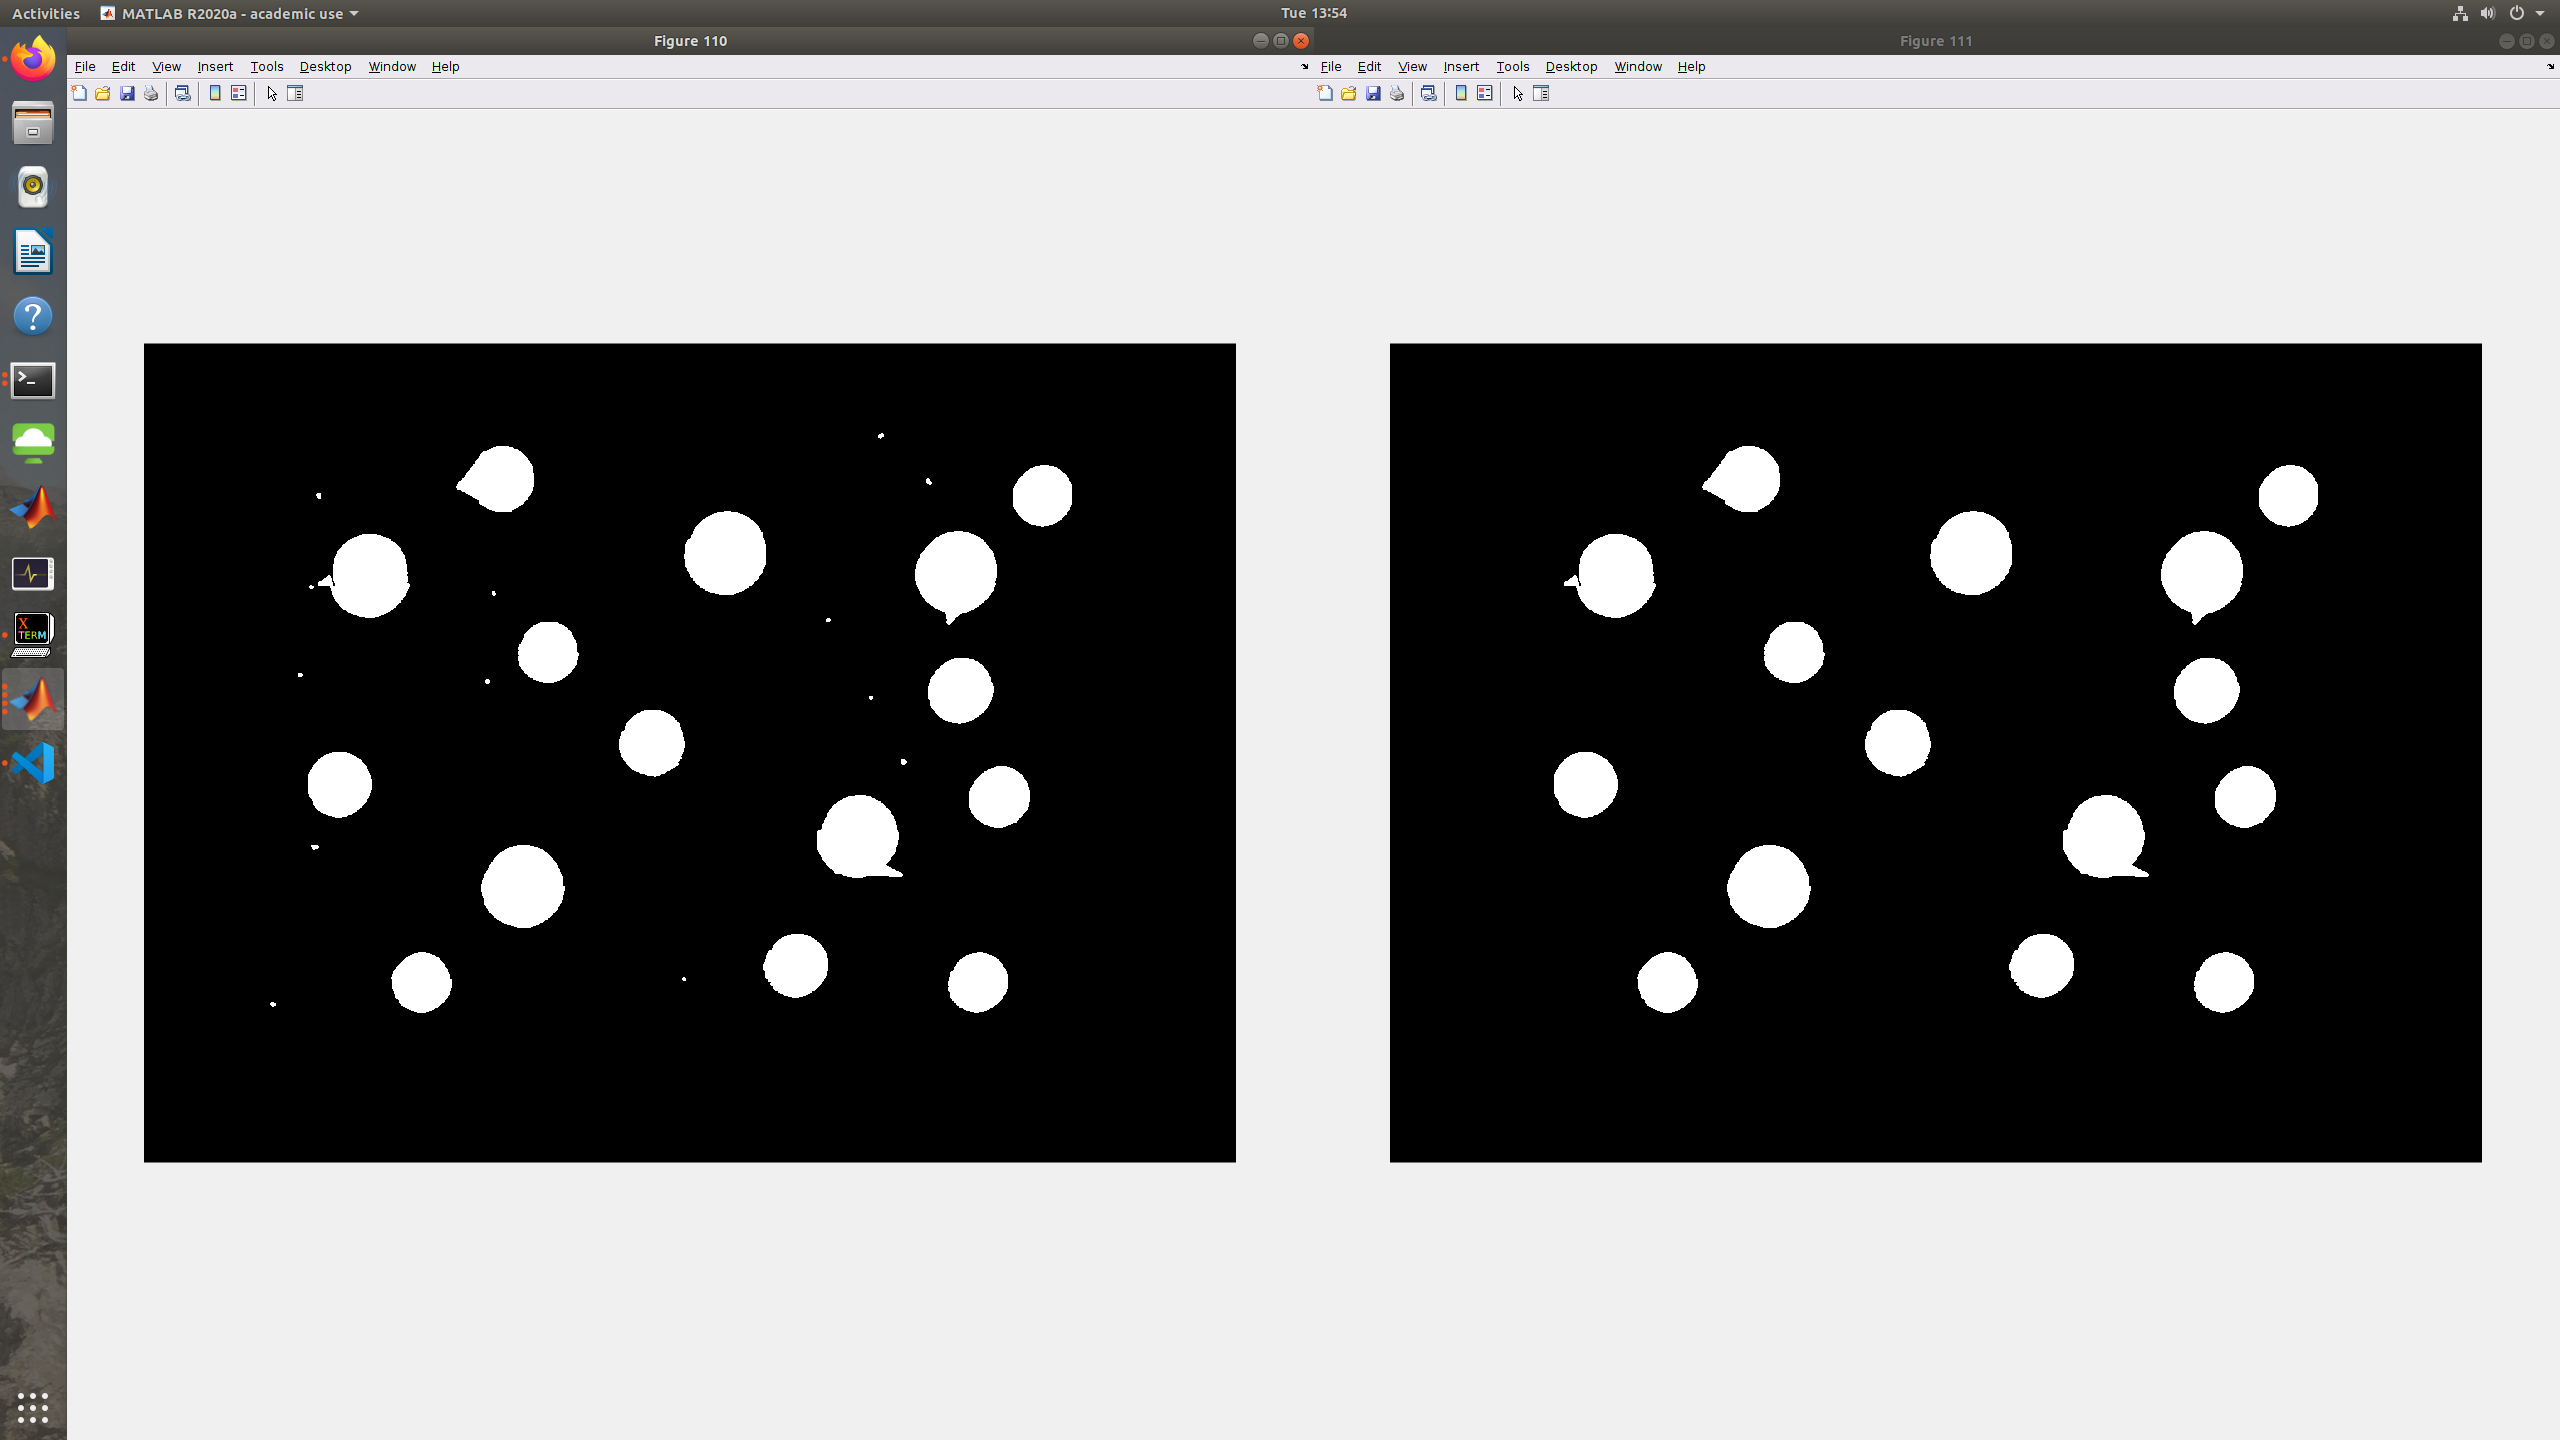 Activities MATLAB R2020a - academic use Tue 13:54
Figure 110
File Edit View Insert Tools Desktop Window Help
Figure 111
File Edit View Insert Tools Desktop Window Help
X
TERM